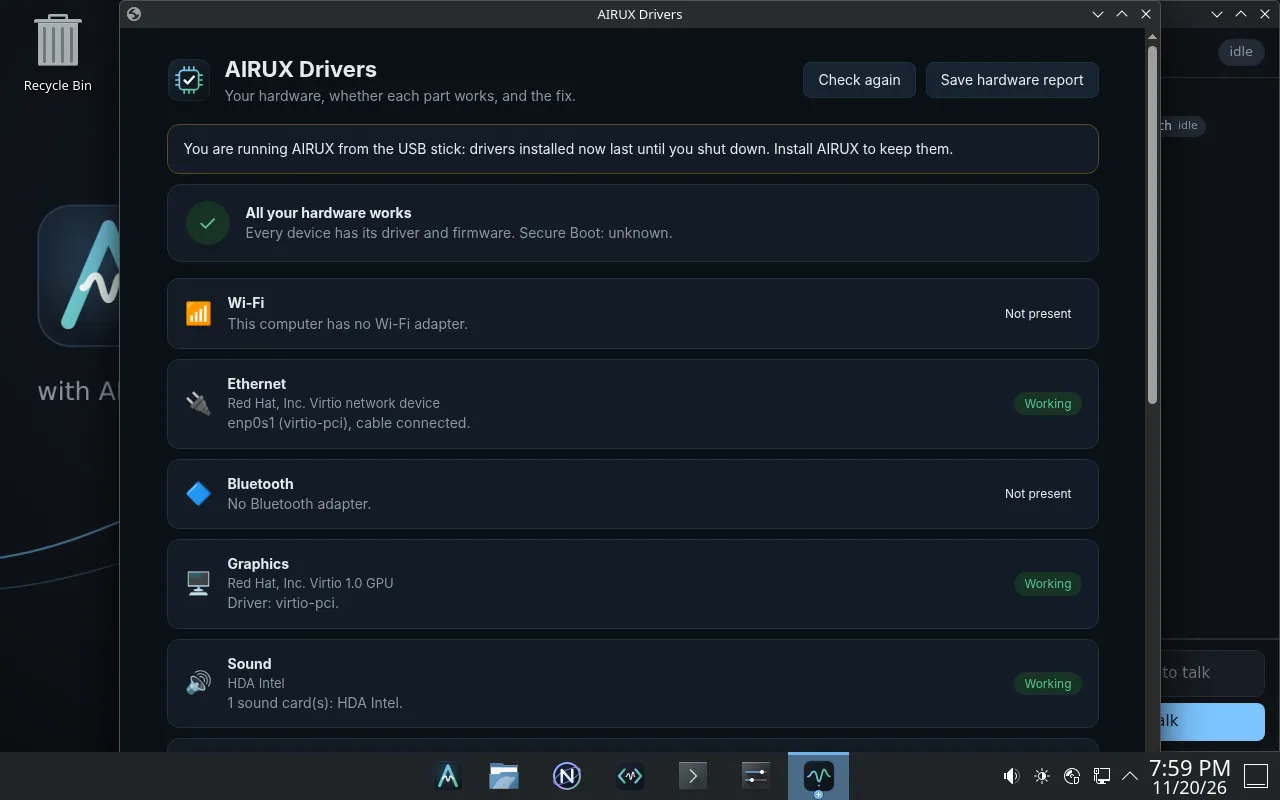 AIRUX Drivers
Recycle Bin
idle
AIRUX Drivers
Your hardware, whether each part works, and the fix.
Check again
Save hardware report
You are running AIRUX from the USB stick: drivers installed now last until you shut down. Install AIRUX to keep them.
All your hardware works
Every device has its driver and firmware. Secure Boot: unknown.
idle
with
Wi-Fi
This computer has no Wi-Fi adapter.
Not present
Ethernet
Red Hat, Inc. Virtio network device
enp0s1 (virtio-pci), cable connected.
Working
Bluetooth
No Bluetooth adapter.
Not present
Graphics
Red Hat, Inc. Virtio 1.0 GPU
Driver: virtio-pci.
Working
Sound
HDA Intel
1 sound card(s): HDA Intel.
Working
to talk
7:59 PM
11/20/26